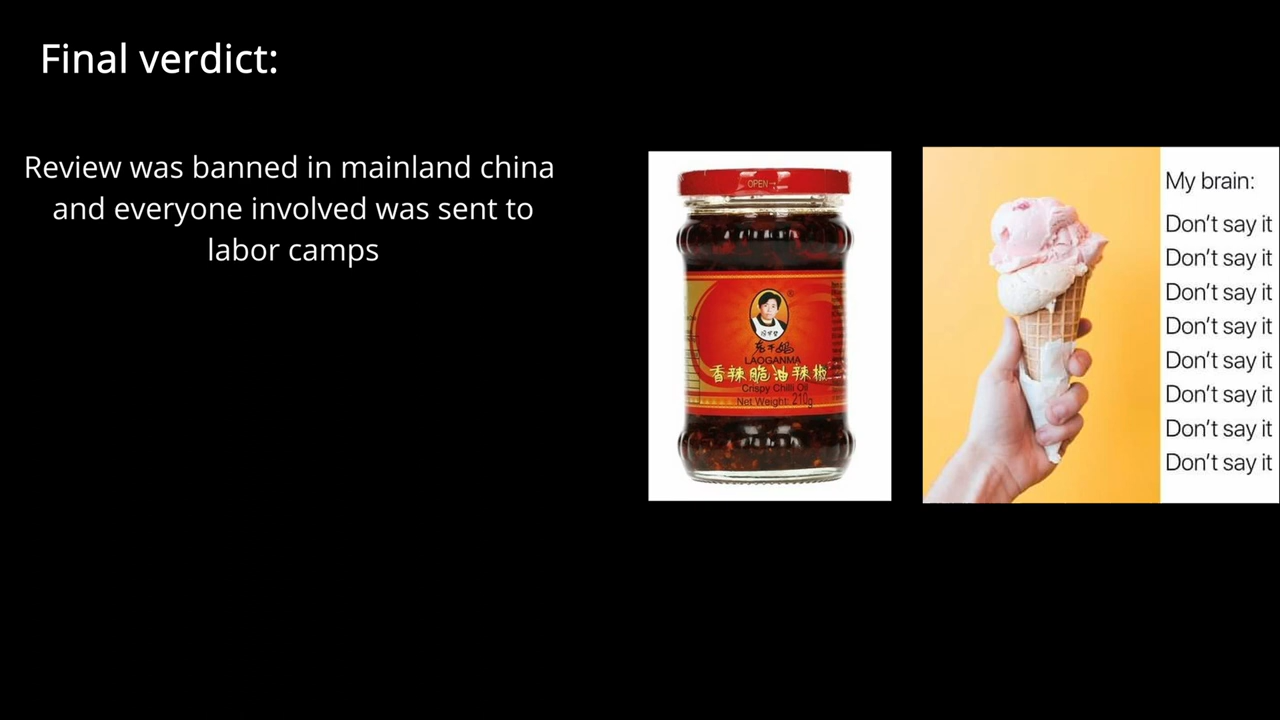 Final verdict:
Review was banned in mainland china
and everyone involved was sent to
labor camps
OPEN→
老干妈
LAOGANMA
香辣脆油辣椒
Crispy Chilli Oil
Net Weight: 210g
My brain:
Don't say it
Don't say it
Don't say it
Don't say it
Don't say it
Don't say it
Don't say it
Don't say it